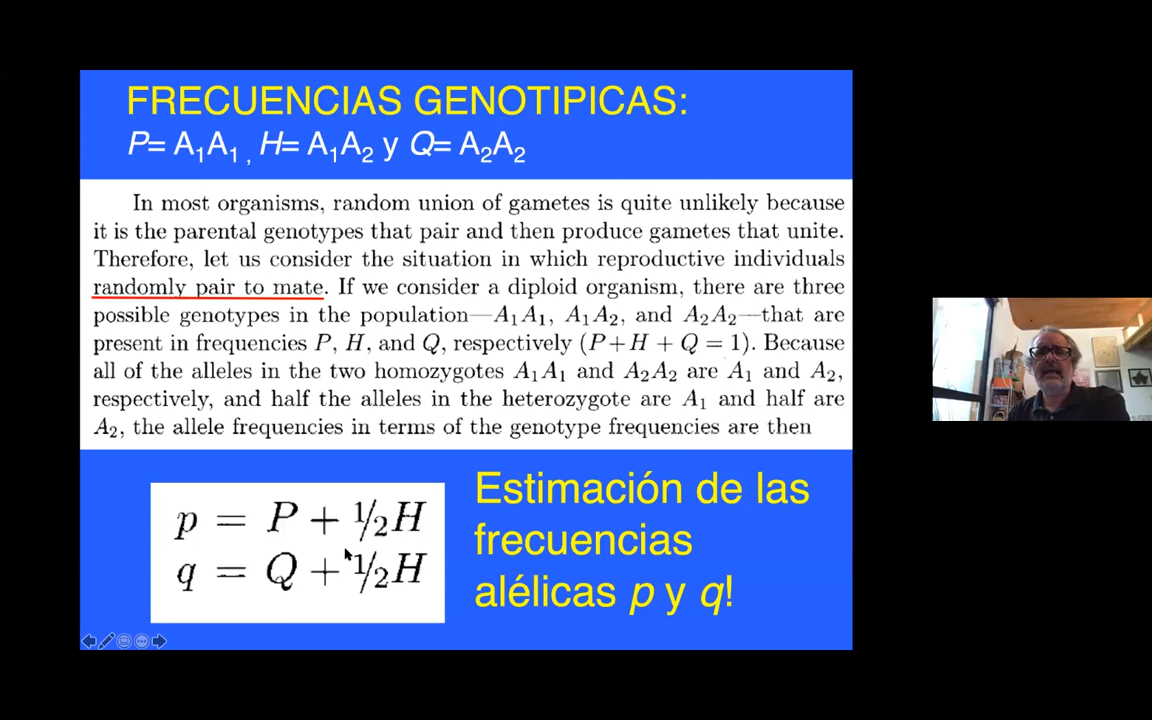 FRECUENCIAS GENOTIPICAS:
P= A₁A₁ , H= A₁A₂ y Q= A₂A₂
In most organisms, random union of gametes is quite unlikely because
it is the parental genotypes that pair and then produce gametes that unite.
Therefore, let us consider the situation in which reproductive individuals
randomly pair to mate. If we consider a diploid organism, there are three
possible genotypes in the population—A₁A₁, A₁A₂, and A₂A₂—that are
present in frequencies P, H, and Q, respectively (P+H + Q = 1). Because
all of the alleles in the two homozygotes A₁A₁ and A₂A₂ are A₁ and A₂,
respectively, and half the alleles in the heterozygote are A₁ and half are
A₂, the allele frequencies in terms of the genotype frequencies are then
p = P + 1/2H
q = Q + 1/2H
Estimación de las
frecuencias
alélicas p y q!